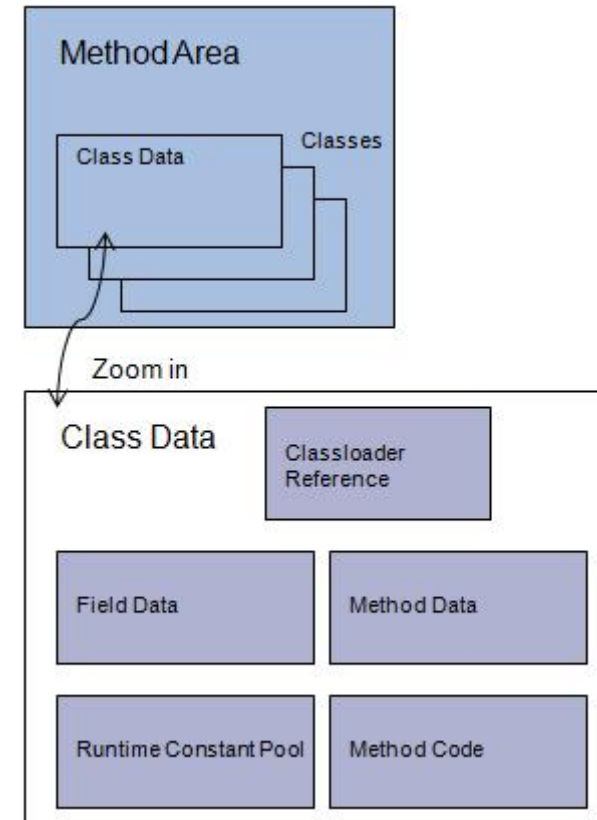 Method Area
Classes
Class Data
Zoom in
Class Data
Classloader
Reference
Field Data
Method Data
Runtime Constant Pool
Method Code